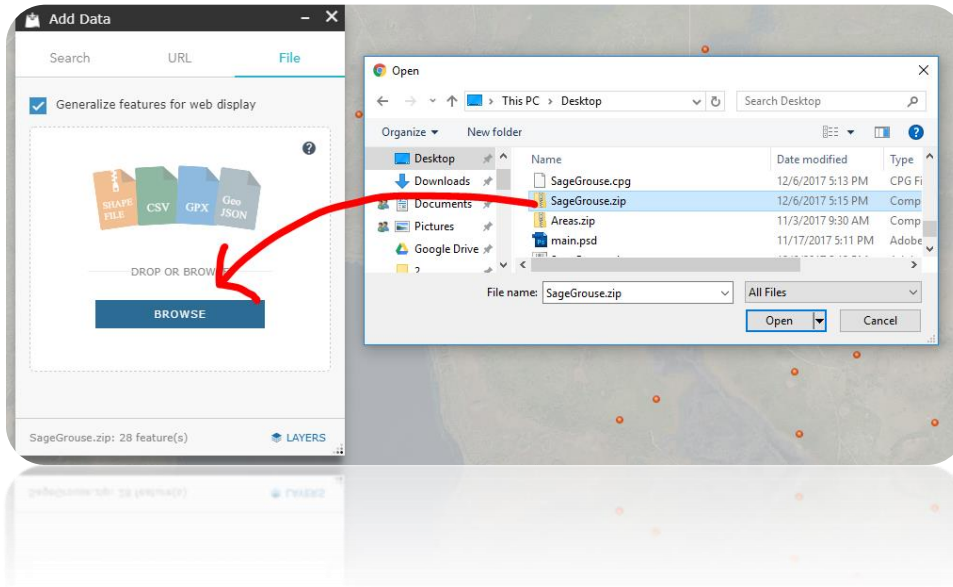 Add Data
Search URL File
Generalize features for web display
SHAPE FILE CSV GPX Geo JSON
DROP OR BROWSE
BROWSE
SageGrouse.zip: 28 feature(s) LAYERS
Open
This PC > Desktop Search Desktop
Organize New folder
Name Date modified Type
Desktop
Downloads
Documents
Pictures
Google Drive
2
SageGrouse.cpg 12/6/2017 5:13 PM CPG Fi
SageGrouse.zip 12/6/2017 5:15 PM Comp
Areas.zip 11/3/2017 9:30 AM Comp
main.psd 11/17/2017 5:11 PM Adobe
File name: SageGrouse.zip All Files
Open Cancel